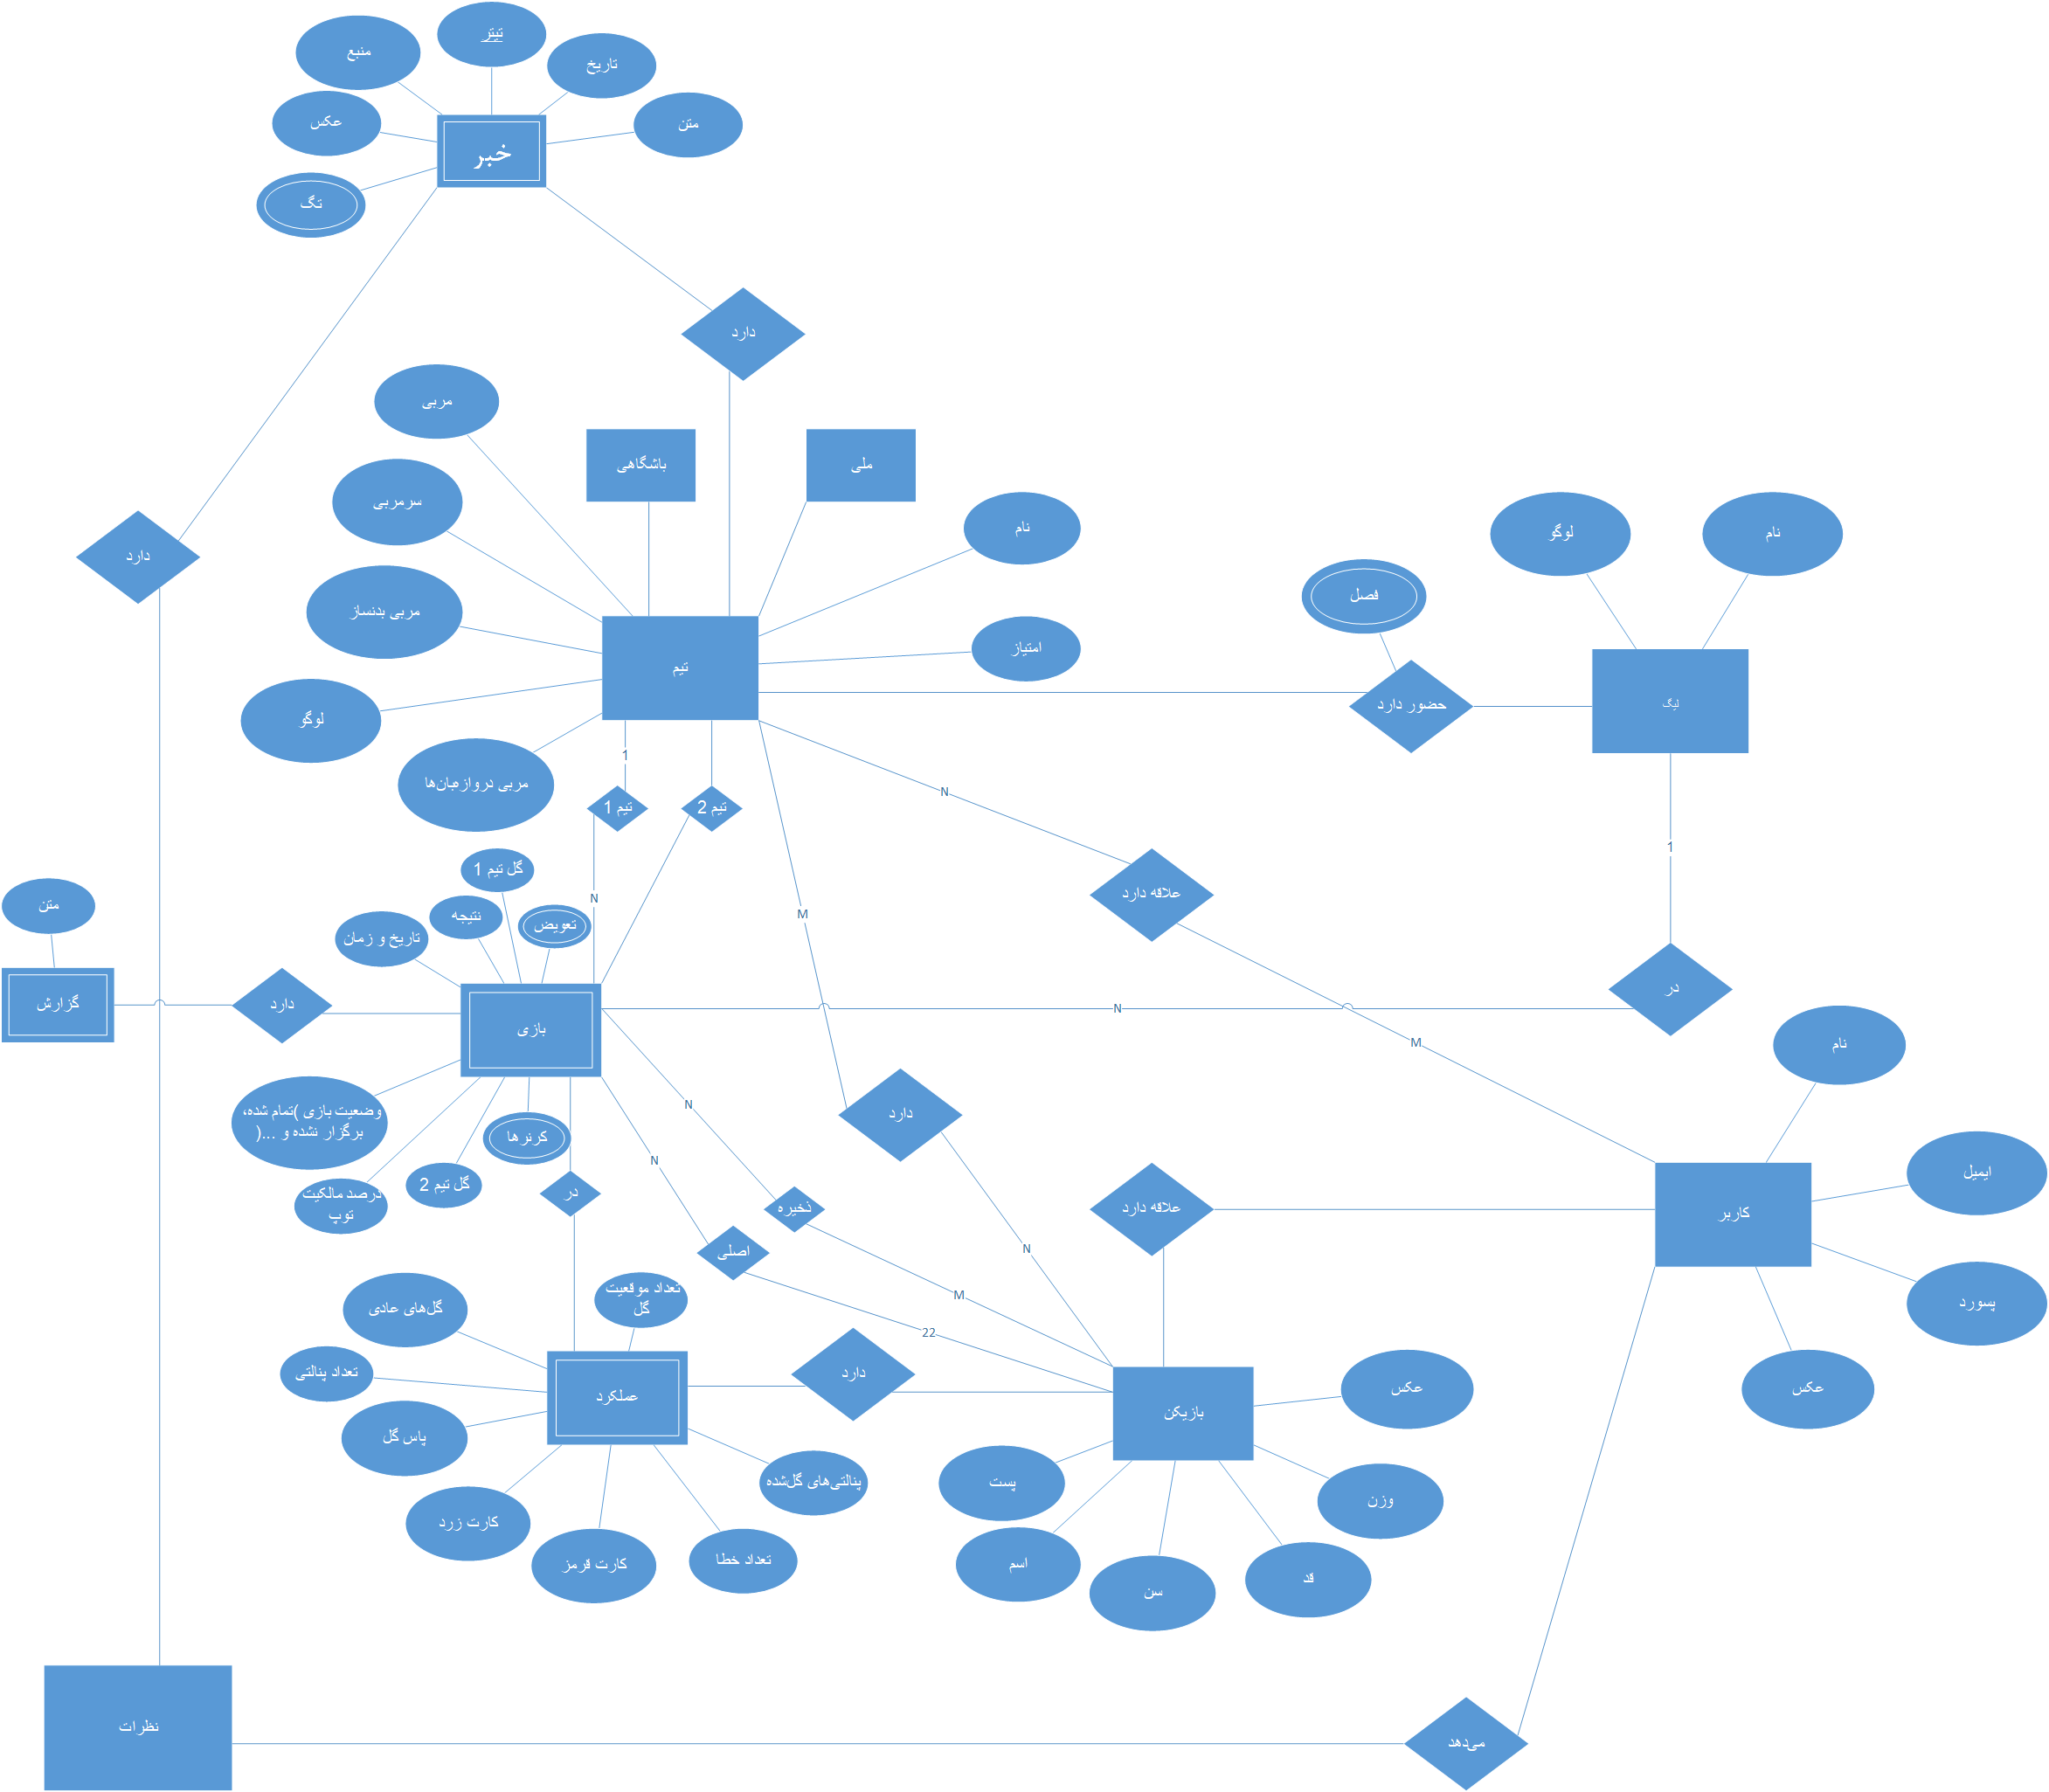 تیتر
منبع
تاریخ
عکس
متن
خبر
تگ
دارد
مربی
باشگاهی
ملی
سرمربی
نام
لوگو
نام
دارد
فصل
مربی بدنساز
امتیاز
تیم
حضور دارد
لیگ
لوگو
1
مربی دروازه‌بان‌ها
N
تیم 1
تیم 2
1
گل تیم 1
علاقه دارد
N
متن
نتیجه
تعویض
M
تاریخ و زمان
در
گزارش
دارد
بازی
N
M
نام
N
وضعیت بازی )تمام شده،
برگزار نشده و ...(
دارد
کرنرها
N
ایمیل
گل تیم 2
درصد مالکیت
توپ
در
ذخیره
علاقه دارد
کاربر
اصلی
N
تعداد موقعیت
گل
M
گل‌های عادی
پسورد
22
تعداد پنالتی
دارد
عملکرد
بازیکن
عکس
عکس
پاس گل
پنالتی‌های گل‌شده
پست
وزن
کارت زرد
کارت قرمز
تعداد خطا
اسم
سن
قد
نظرات
می‌دهد